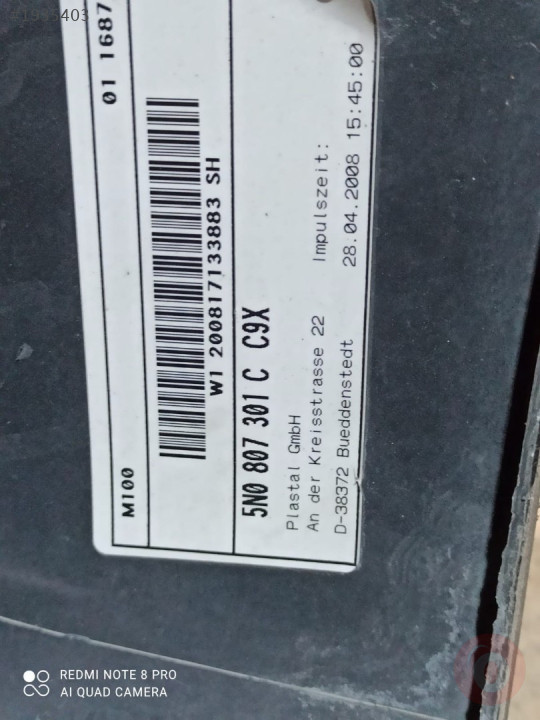 01 1687
M100
W1 200817133883 SH
5N0 807 301 C C9X
Plastal GmbH
An der Kreisstrasse 22 Impulszeit:
D-38372 Bueddenstedt 28.04.2008 15:45:00
REDMI NOTE 8 PRO
AI QUAD CAMERA